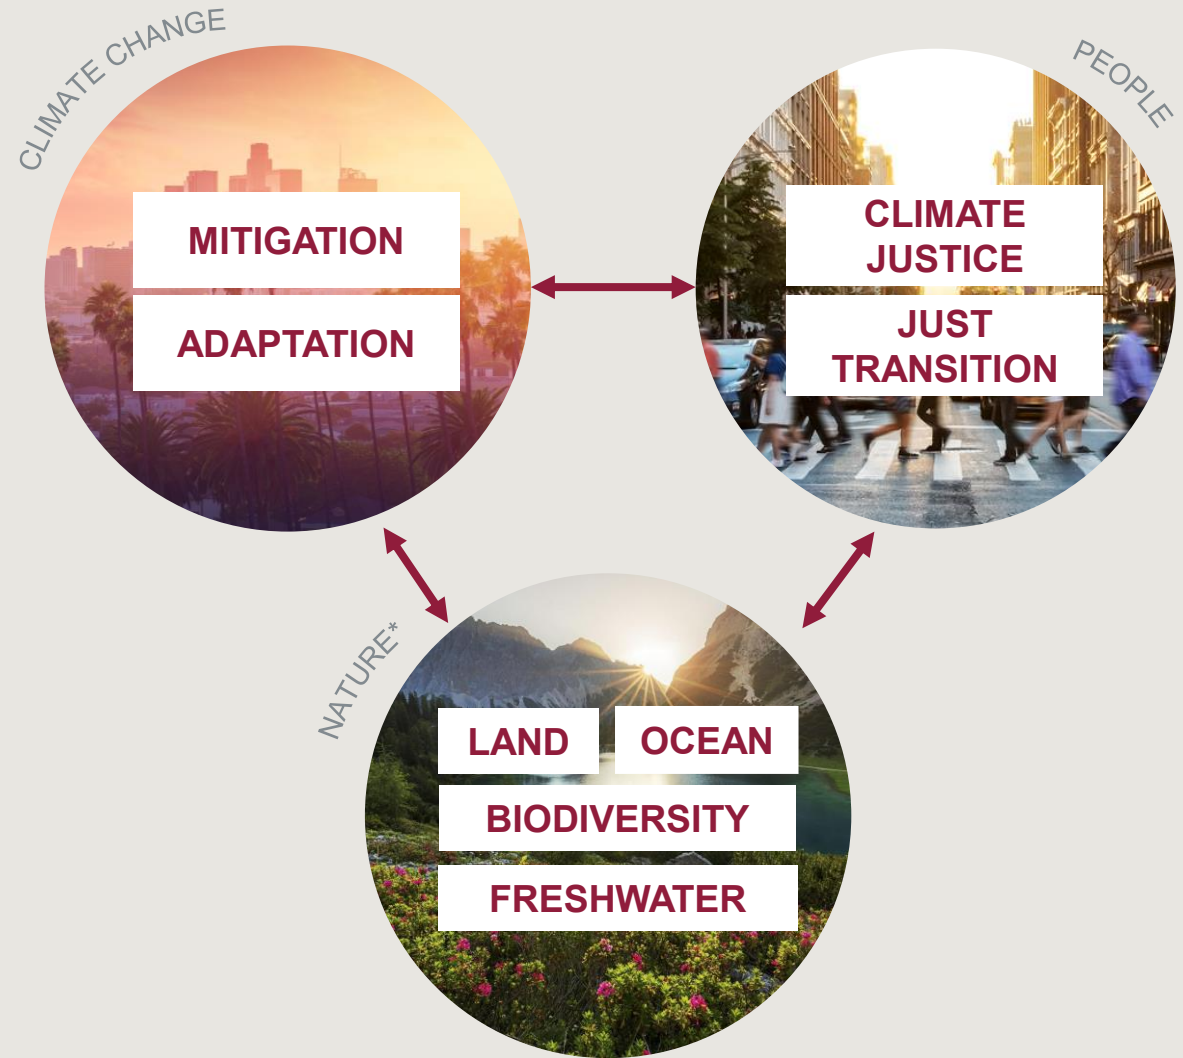 CLIMATE CHANGE
MITIGATION
ADAPTATION
PEOPLE
CLIMATE
JUSTICE
JUST
TRANSITION
NATURE*
LAND
OCEAN
BIODIVERSITY
FRESHWATER